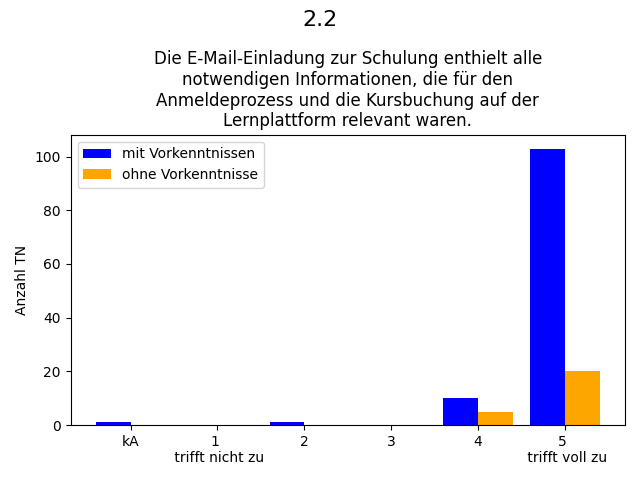 2.2
Die E-Mail-Einladung zur Schulung enthielt alle
notwendigen Informationen, die für den
Anmeldeprozess und die Kursbuchung auf der
Lernplattform relevant waren.
mit Vorkenntnissen
ohne Vorkenntnisse
Anzahl TN
100
80
60
40
20
0
kA 1 2 3 4 5
trifft nicht zu trifft voll zu